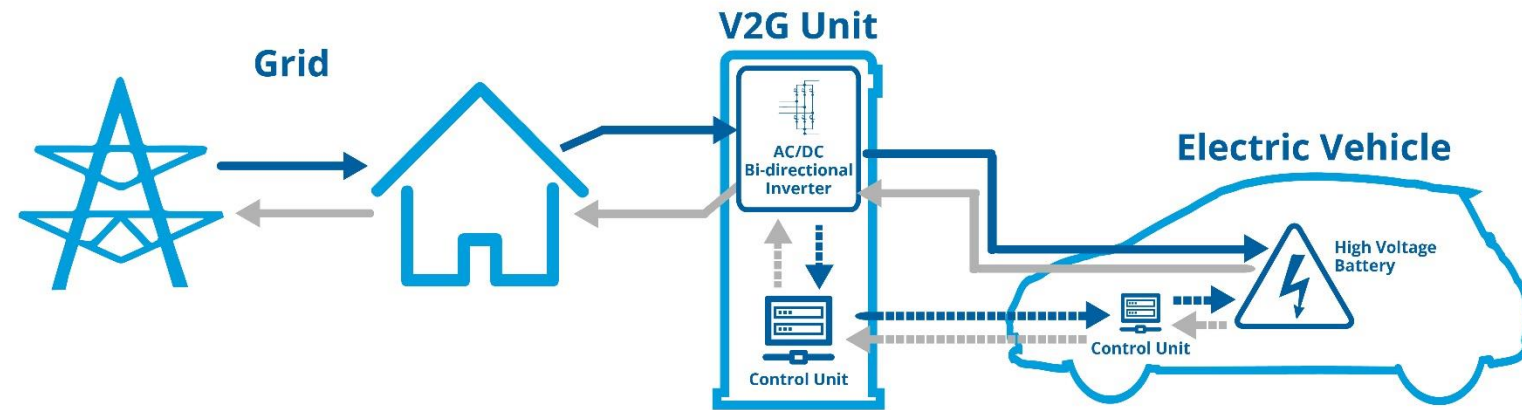 V2G Unit
Grid
AC/DC
Bi-directional
Inverter
Electric Vehicle
High Voltage
Battery
Control Unit
Control Unit